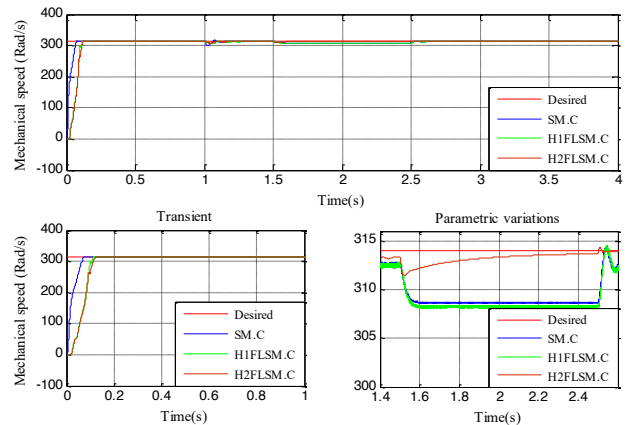 400
300
200
100
0
-100
Mechanical speed (Rad/s)
0 0.5 1 1.5 2 2.5 3 3.5 4
Time(s)
Desired
SM.C
H1FLSM.C
H2FLSM.C
Transient
400
300
200
100
0
-100
Mechanical speed (Rad/s)
0 0.2 0.4 0.6 0.8 1
Time(s)
Desired
SM.C
H1FLSM.C
H2FLSM.C
Parametric variations
315
310
305
300
Mechanical speed (Rad/s)
1.4 1.6 1.8 2 2.2 2.4
Time(s)
Desired
SM.C
H1FLSM.C
H2FLSM.C